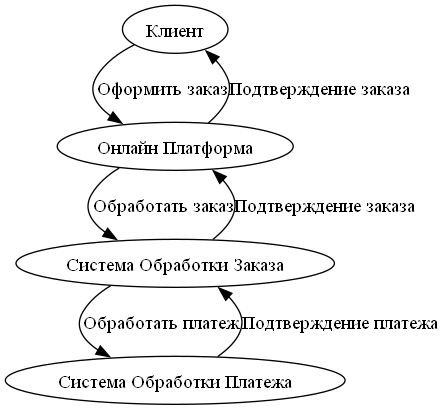 Клиент
Оформить заказ
Подтверждение заказа
Онлайн Платформа
Обработать заказ
Подтверждение заказа
Система Обработки Заказа
Обработать платеж
Подтверждение платежа
Система Обработки Платежа